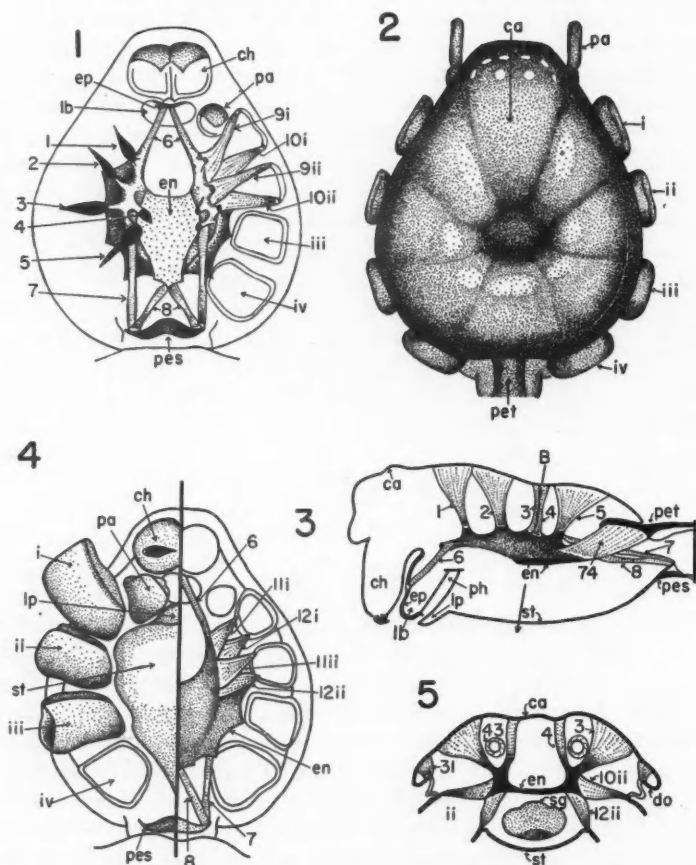 1
ch
ep
lb
pa
1
6
9i
2
10i
en
9ii
3
10ii
4
iii
5
7
iv
8
pes
2
ca
pa
i
ii
iii
iv
pet
3
B
ca
1
2
3
4
5
pet
7
6
en
74
8
pes
ch
ep
ph
lp
lb
st
4
ch
pa
6
i
11i
lp
12i
ii
11ii
st
12ii
iii
en
iv
7
pes
8
5
ca
43
4
3
31
en
10ii
ii
sg
do
12ii
st